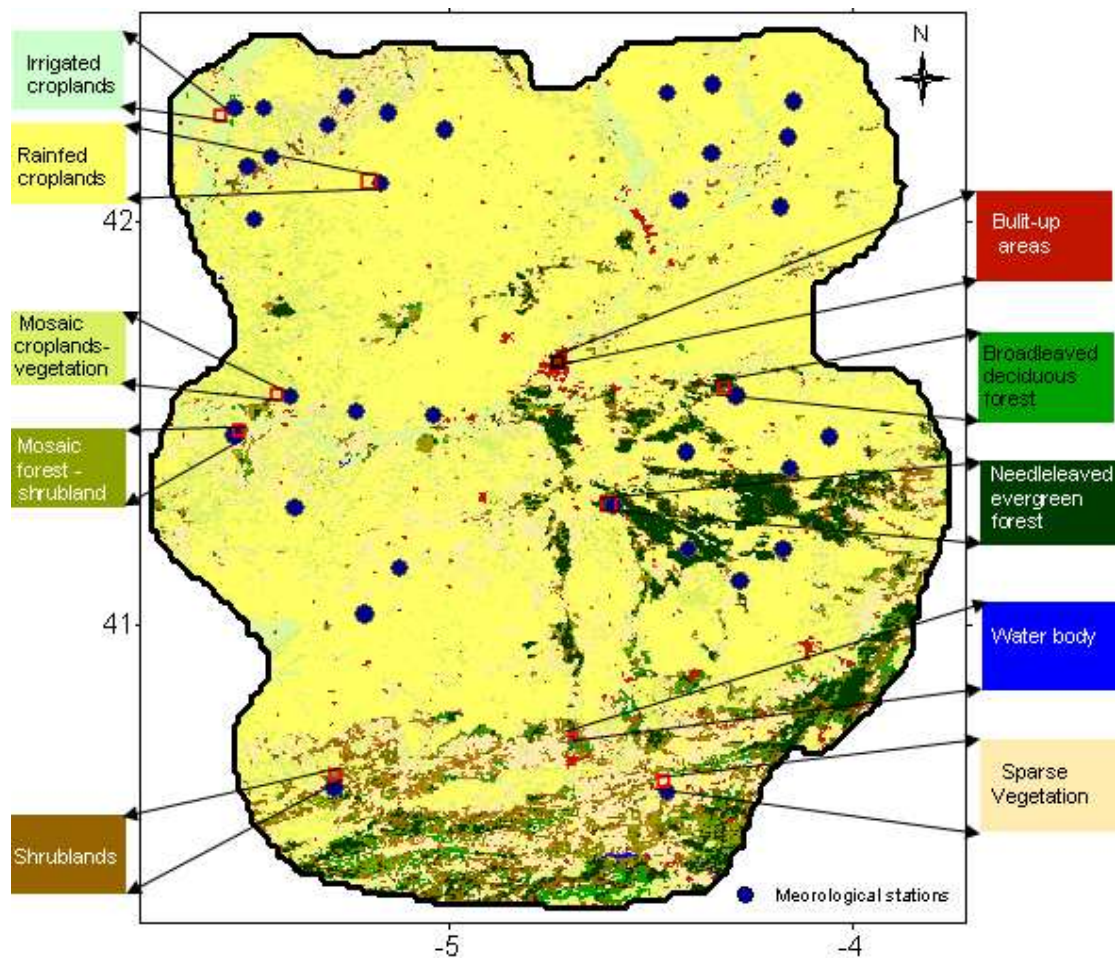 N
Irrigated
croplands
Rainfed
croplands
42
Bulit-up
areas
Mosaic
croplands-
vegetation
Broadleaved
deciduous
forest
Mosaic
forest -
shrubland
Needleleaved
evergreen
forest
41
Water body
Sparse
Vegetation
Shrublands
Meorological stations
-5
-4